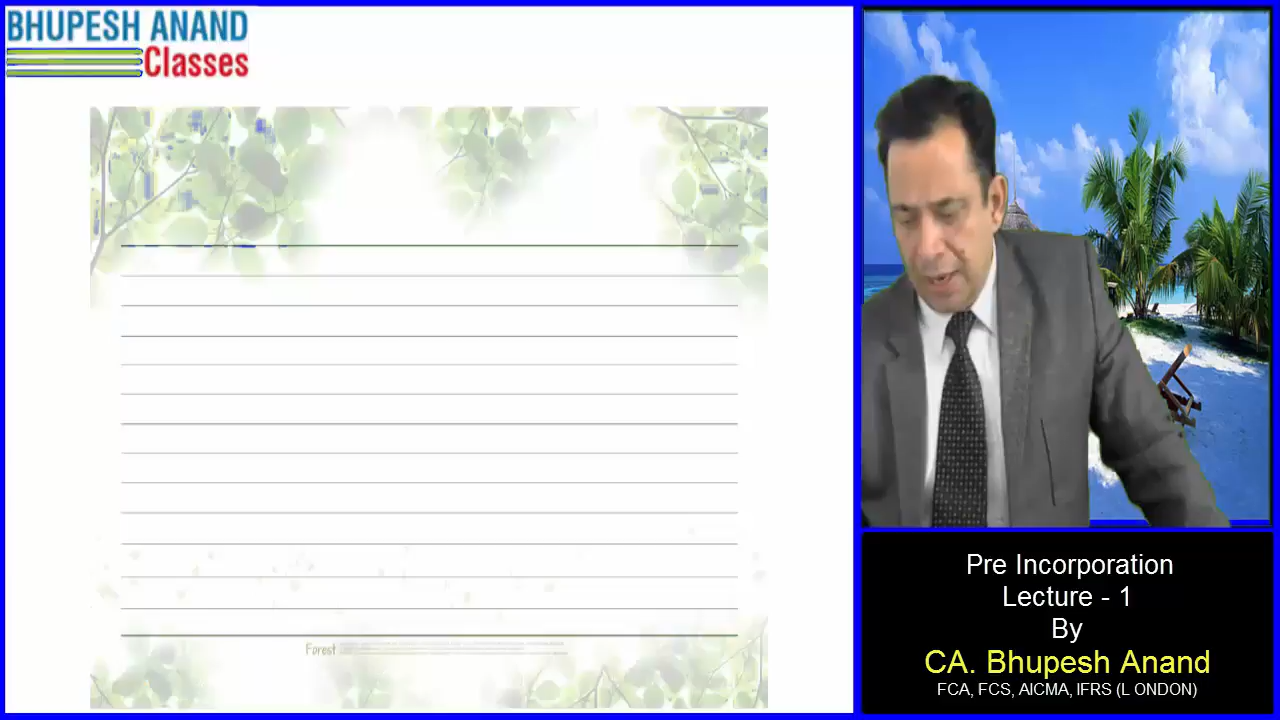 BHUPESH ANAND
Classes
Forest
Pre Incorporation
Lecture - 1
By
CA. Bhupesh Anand
FCA, FCS, AICMA, IFRS (L ONDON)